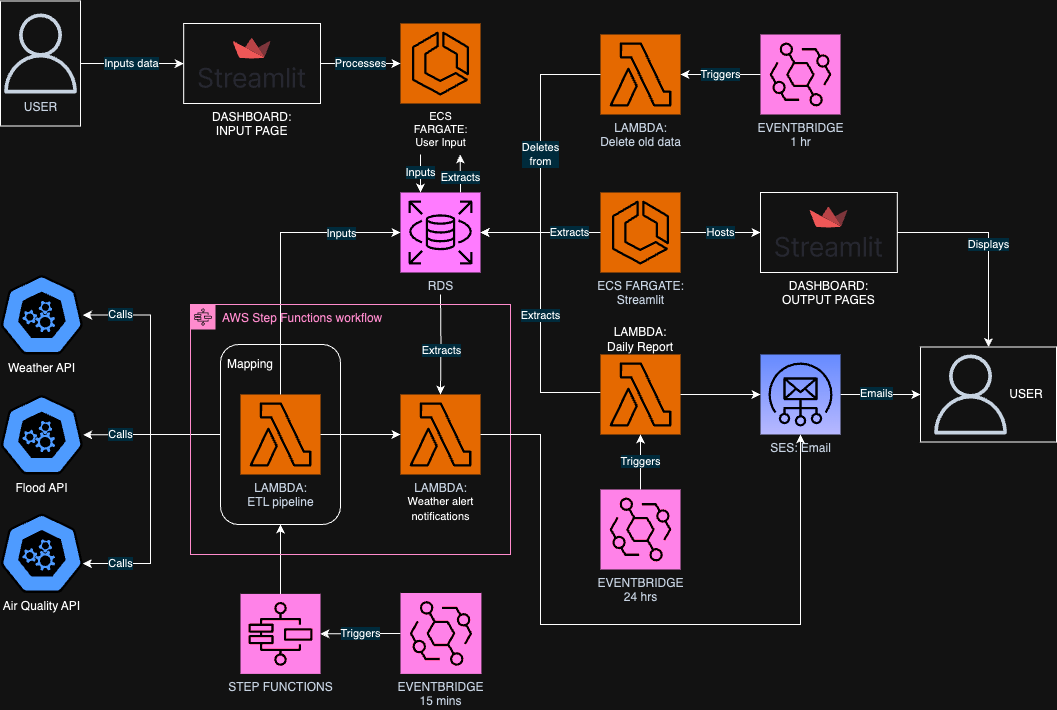 USER
Inputs data
Streamlit
DASHBOARD:
INPUT PAGE
Processes
ECS
FARGATE:
User Input
Inputs
Extracts
LAMBDA:
Delete old data
Triggers
EVENTBRIDGE
1 hr
Deletes
from
Inputs
RDS
Extracts
ECS FARGATE:
Streamlit
Hosts
Streamlit
DASHBOARD:
OUTPUT PAGES
Displays
Extracts
LAMBDA:
Daily Report
SES: Email
Emails
USER
Triggers
EVENTBRIDGE
24 hrs
AWS Step Functions workflow
Mapping
Extracts
LAMBDA:
ETL pipeline
LAMBDA:
Weather alert
notifications
Calls
Weather API
Calls
Flood API
Calls
Air Quality API
STEP FUNCTIONS
Triggers
EVENTBRIDGE
15 mins